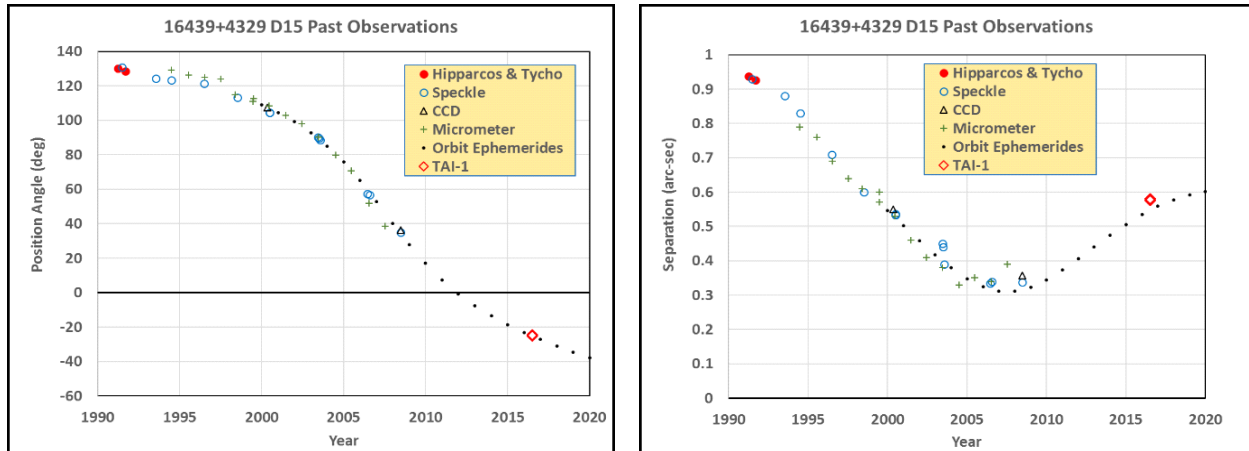 16439+4329 D15 Past Observations
Position Angle (deg)
140
120
100
80
60
40
20
0
-20
-40
-60
1990 1995 2000 2005 2010 2015 2020
Year
Hipparcos & Tycho
Speckle
CCD
Micrometer
Orbit Ephemerides
TAI-1
16439+4329 D15 Past Observations
Separation (arc-sec)
1
0.9
0.8
0.7
0.6
0.5
0.4
0.3
0.2
0.1
0
1990 1995 2000 2005 2010 2015 2020
Year
Hipparcos & Tycho
Speckle
CCD
Micrometer
Orbit Ephemerides
TAI-1